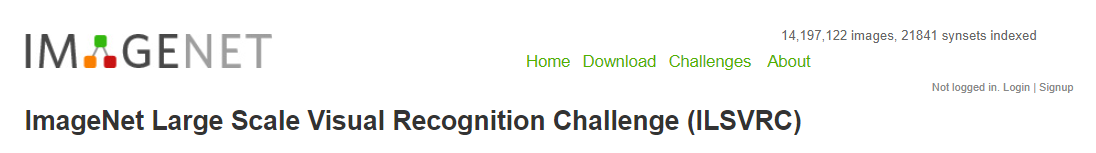 IMAGENET
14,197,122 images, 21841 synsets indexed
Home Download Challenges About
Not logged in. Login | Signup
ImageNet Large Scale Visual Recognition Challenge (ILSVRC)